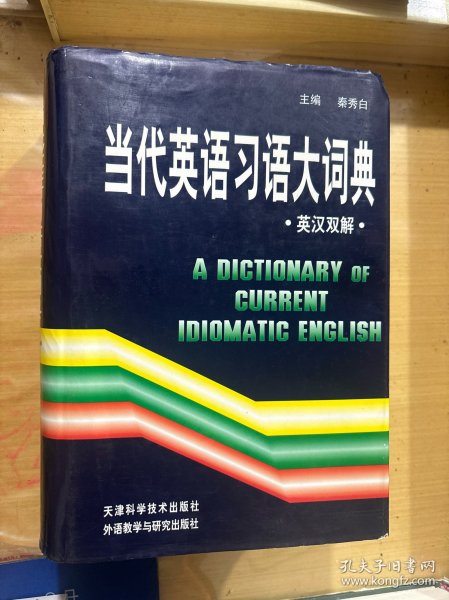 主编 秦秀白
当代英语习语大词典
·英汉双解·
A DICTIONARY OF
CURRENT
IDIOMATIC ENGLISH
天津科学技术出版社
外语教学与研究出版社
孔夫子旧书网
www.kongfz.com